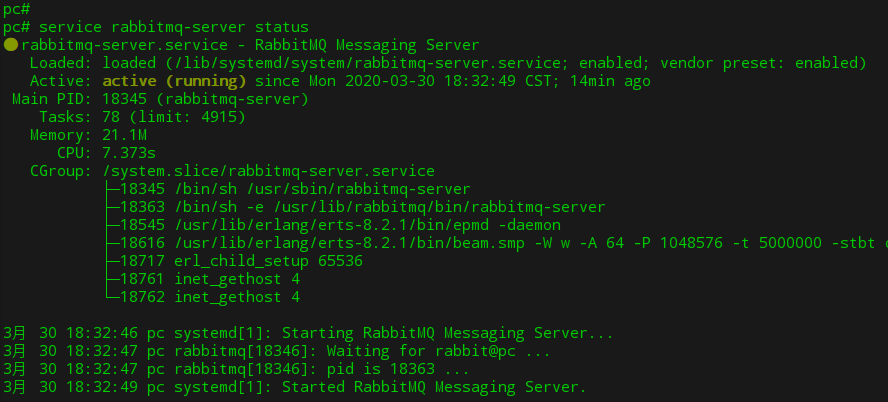 pc#
pc# service rabbitmq-server status
● rabbitmq-server.service - RabbitMQ Messaging Server
   Loaded: loaded (/lib/systemd/system/rabbitmq-server.service; enabled; vendor preset: enabled)
   Active: active (running) since Mon 2020-03-30 18:32:49 CST; 14min ago
 Main PID: 18345 (rabbitmq-server)
    Tasks: 78 (limit: 4915)
   Memory: 21.1M
      CPU: 7.373s
   CGroup: /system.slice/rabbitmq-server.service
           ├─18345 /bin/sh /usr/sbin/rabbitmq-server
           ├─18363 /bin/sh -e /usr/lib/rabbitmq/bin/rabbitmq-server
           ├─18545 /usr/lib/erlang/erts-8.2.1/bin/epmd -daemon
           ├─18616 /usr/lib/erlang/erts-8.2.1/bin/beam.smp -W w -A 64 -P 1048576 -t 5000000 -stbt
           ├─18717 erl_child_setup 65536
           ├─18761 inet_gethost 4
           └─18762 inet_gethost 4

3月 30 18:32:46 pc systemd[1]: Starting RabbitMQ Messaging Server...
3月 30 18:32:47 pc rabbitmq[18346]: Waiting for rabbit@pc ...
3月 30 18:32:47 pc rabbitmq[18346]: pid is 18363 ...
3月 30 18:32:49 pc systemd[1]: Started RabbitMQ Messaging Server.